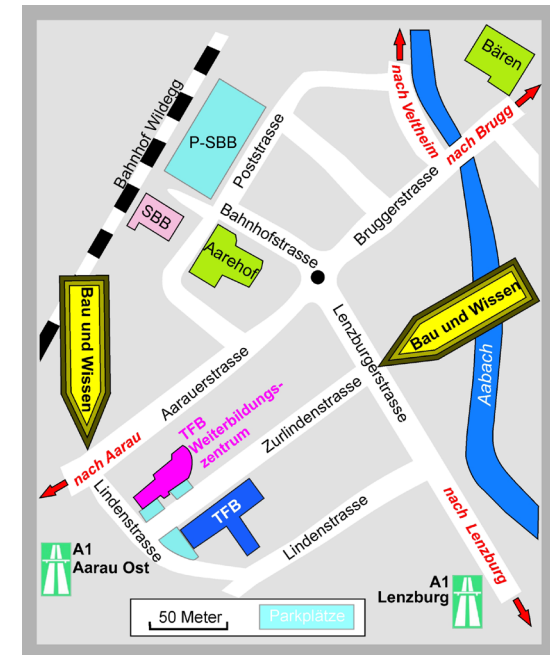 Bären
nach Veltheim
nach Brugg
Bahnhof Wildegg
P-SBB
Poststrasse
SBB
Bahnhofstrasse
Bruggerstrasse
Aarehof
Bau und Wissen
Bau und Wissen
Lenzburgerstrasse
Aabach
Aarauerstrasse
TFB
Weiterbildungs-
zentrum
Zurlindenstrasse
nach Aarau
Lindenstrasse
TFB
Lindenstrasse
nach Lenzburg
A1
Aarau Ost
A1
Lenzburg
50 Meter
Parkplätze